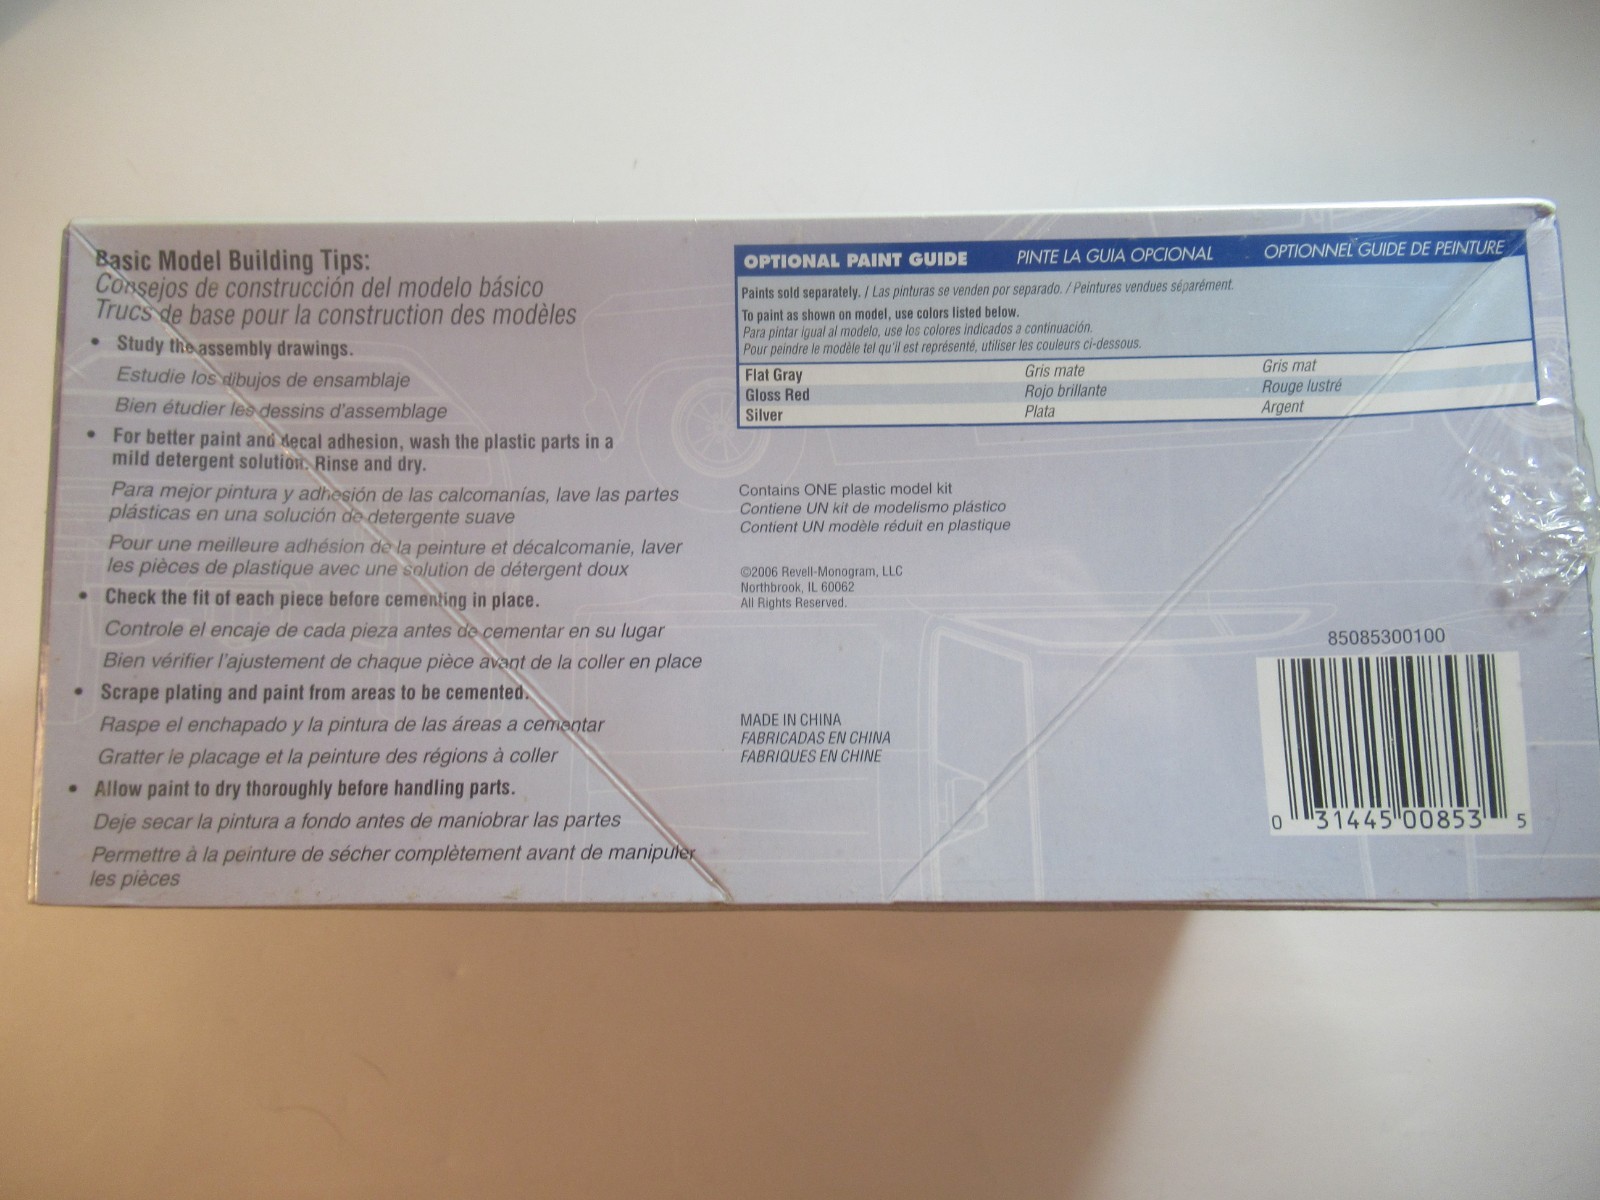 Basic Model Building Tips:
Consejos de construcción del modelo básico
Trucs de base pour la construction des modèles
• Study the assembly drawings.
Estudie los dibujos de ensamblaje
Bien étudier les dessins d'assemblage
• For better paint and decal adhesion, wash the plastic parts in a
mild detergent solution. Rinse and dry.
Para mejor pintura y adhesión de las calcomanías, lave las partes
plásticas en una solución de detergente suave
Pour une meilleure adhésion de la peinture et décalcomanie, laver
les pièces de plastique avec une solution de détergent doux
• Check the fit of each piece before cementing in place.
Controle el encaje de cada pieza antes de cementar en su lugar
Bien vérifier l'ajustement de chaque pièce avant de la coller en place
• Scrape plating and paint from areas to be cemented.
Raspe el enchapado y la pintura de las áreas a cementar
Gratter le placage et la peinture des régions à coller
• Allow paint to dry thoroughly before handling parts.
Deje secar la pintura a fondo antes de maniobrar las partes
Permettre à la peinture de sécher complètement avant de manipuler
les pièces
OPTIONAL PAINT GUIDE PINTE LA GUIA OPCIONAL OPTIONNEL GUIDE DE PEINTURE
Paints sold separately. / Las pinturas se venden por separado. / Peintures vendues séparément.
To paint as shown on model, use colors listed below.
Para pintar igual al modelo, use los colores indicados a continuación.
Pour peindre le modèle tel qu'il est représenté, utiliser les couleurs ci-dessous.
Flat Gray Gris mate Gris mat
Gloss Red Rojo brillante Rouge lustré
Silver Plata Argent
Contains ONE plastic model kit
Contiene UN kit de modelismo plástico
Contient UN modèle réduit en plastique
©2006 Revell-Monogram, LLC
Northbrook, IL 60062
All Rights Reserved.
MADE IN CHINA
FABRICADAS EN CHINA
FABRIQUES EN CHINE
85085300100
0 31445 00853 5